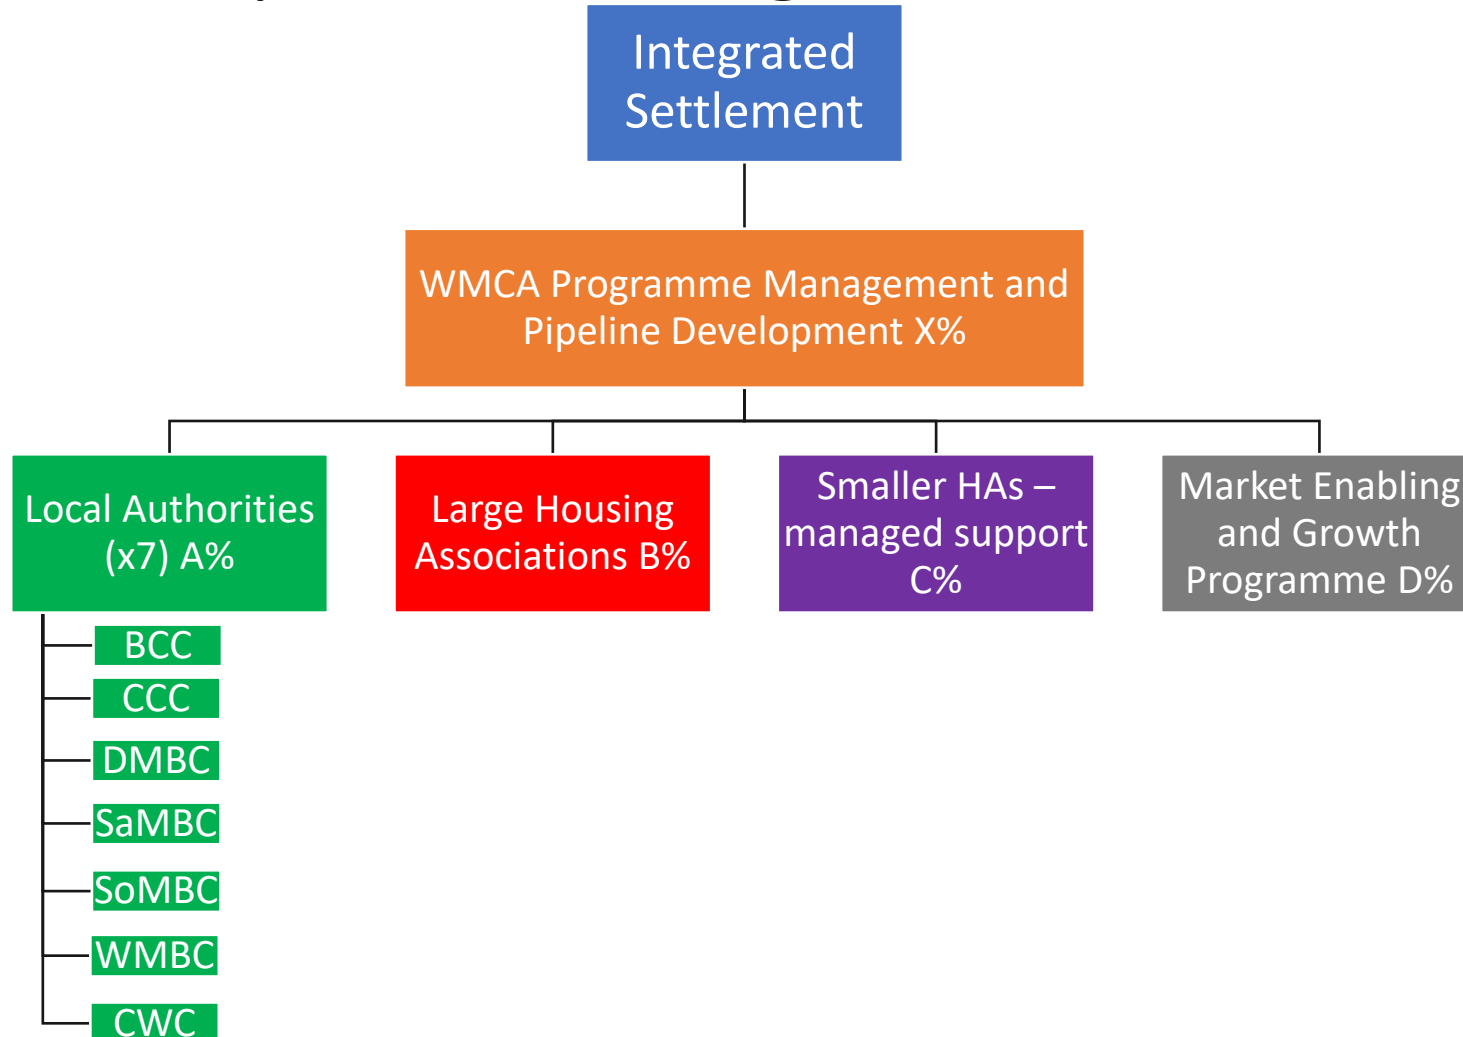 Integrated
Settlement
WMCA Programme Management and
Pipeline Development X%
Local Authorities
(x7) A%
Large Housing
Associations B%
Smaller HAs –
managed support
C%
Market Enabling
and Growth
Programme D%
BCC
CCC
DMBC
SaMBC
SoMBC
WMBC
CWC